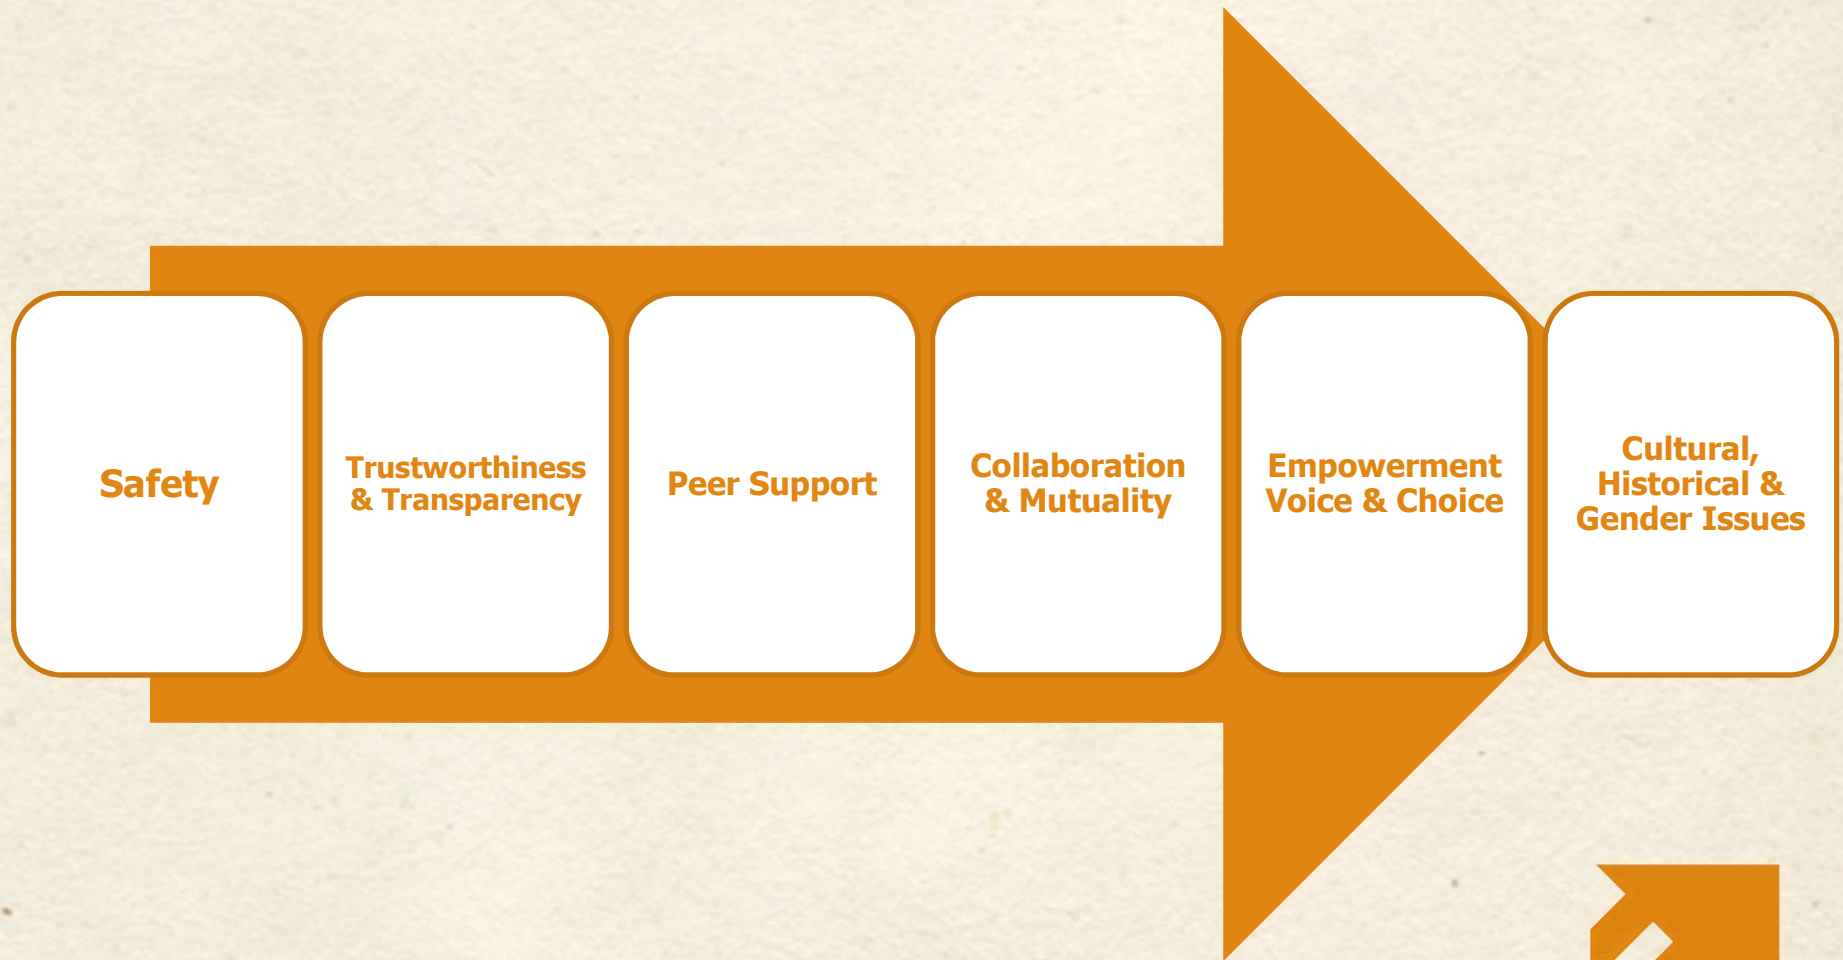 Safety
Trustworthiness
& Transparency
Peer Support
Collaboration
& Mutuality
Empowerment
Voice & Choice
Cultural,
Historical &
Gender Issues